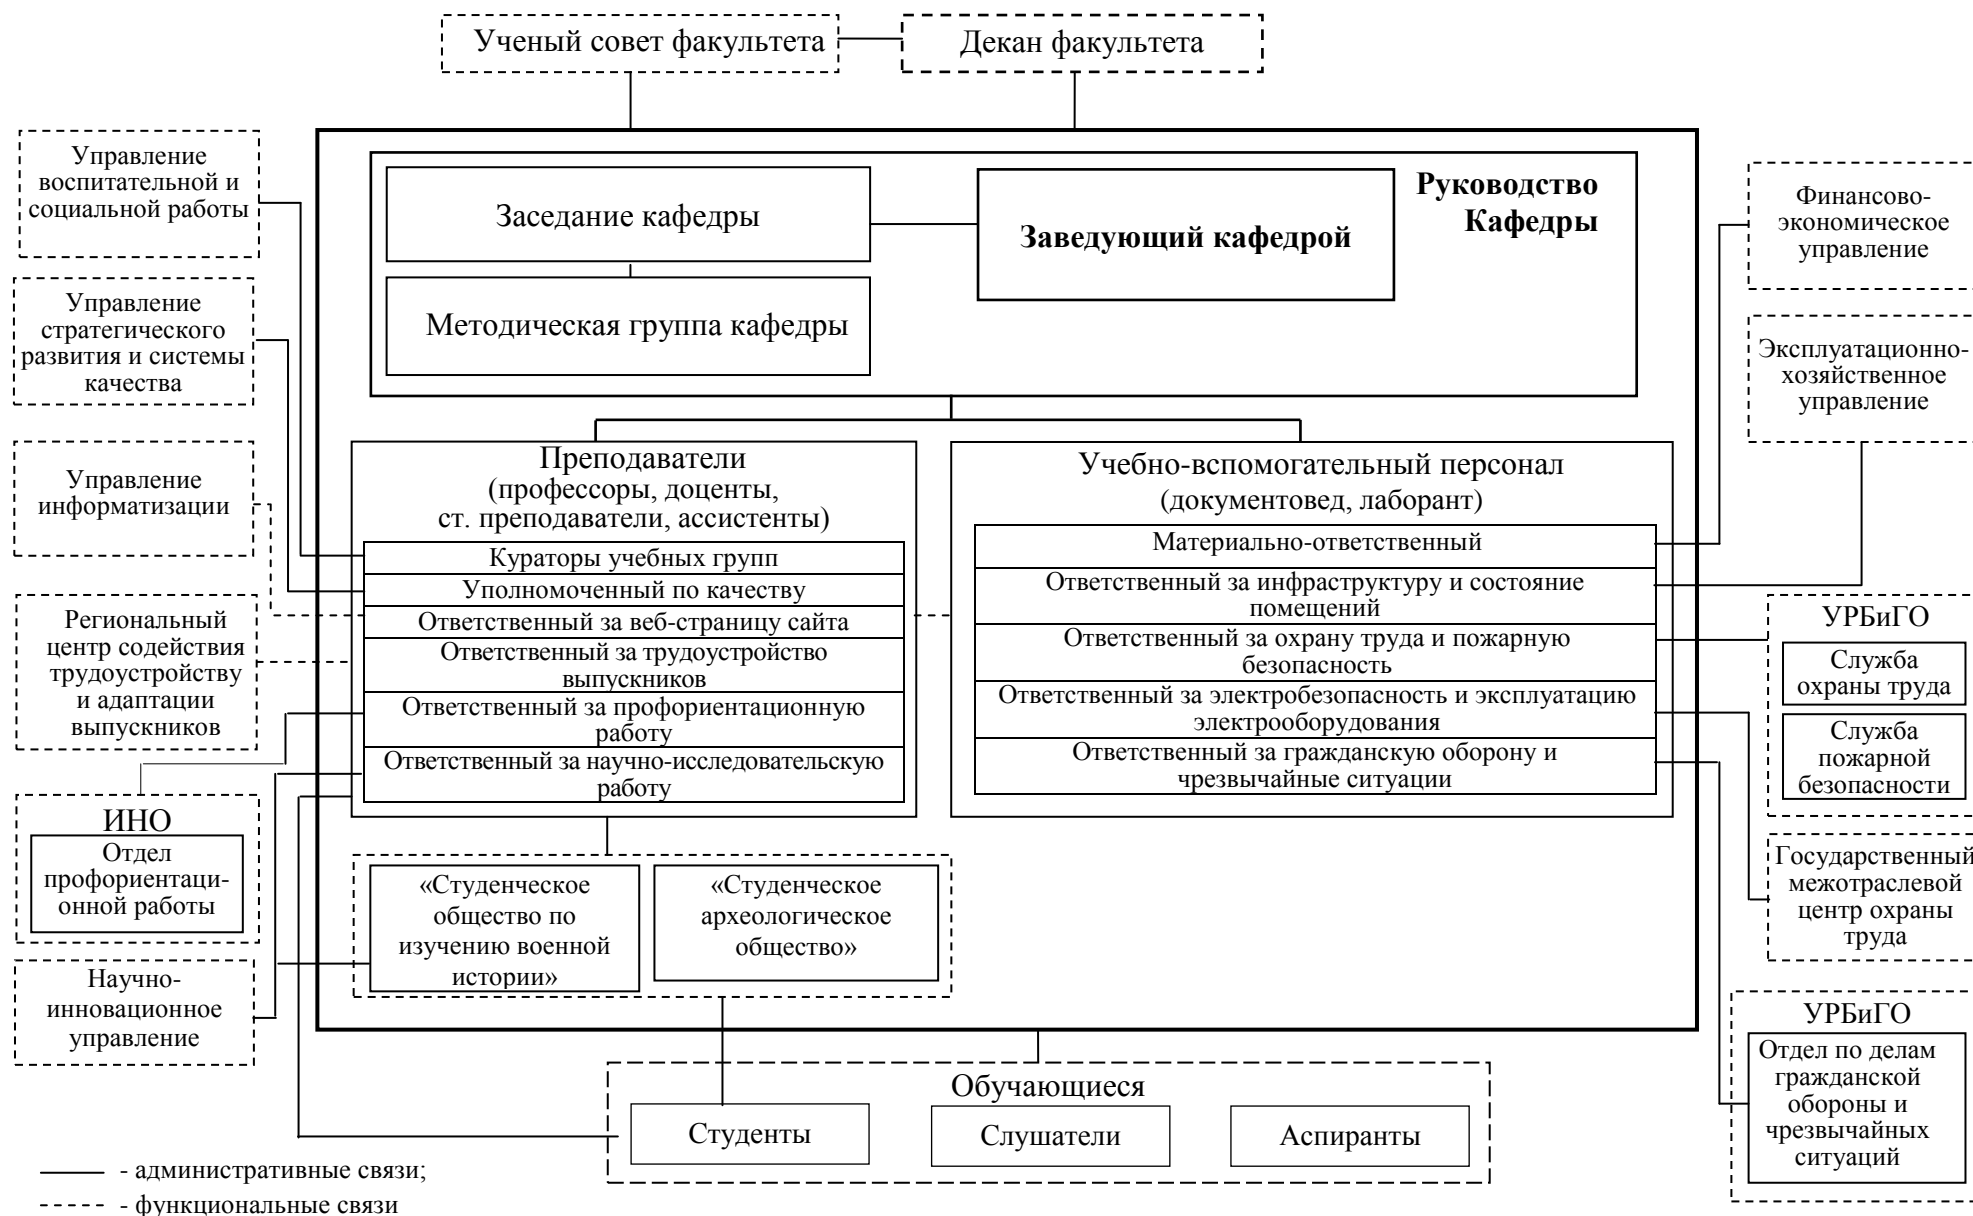 Ученый совет факультета
Декан факультета
Управление
воспитательной и
социальной работы
Управление
стратегического
развития и системы
качества
Управление
информатизации
Региональный
центр содействия
трудоустройству
и адаптации
выпускников
ИНО
Отдел
профориентаци-
онной работы
Научно-
инновационное
управление
Заседание кафедры
Методическая группа кафедры
Заведующий кафедрой
Руководство
Кафедры
Преподаватели
(профессоры, доценты,
ст. преподаватели, ассистенты)
Кураторы учебных групп
Уполномоченный по качеству
Ответственный за веб-страницу сайта
Ответственный за трудоустройство
выпускников
Ответственный за профориентационную
работу
Ответственный за научно-исследовательскую
работу
Учебно-вспомогательный персонал
(документовед, лаборант)
Материально-ответственный
Ответственный за инфраструктуру и состояние
помещений
Ответственный за охрану труда и пожарную
безопасность
Ответственный за электробезопасность и эксплуатацию
электрооборудования
Ответственный за гражданскую оборону и
чрезвычайные ситуации
«Студенческое
общество по
изучению военной
истории»
«Студенческое
археологическое
общество»
Финансово-
экономическое
управление
Эксплуатационно-
хозяйственное
управление
УРБиГО
Служба
охраны труда
Служба
пожарной
безопасности
Государственный
межотраслевой
центр охраны
труда
УРБиГО
Отдел по делам
гражданской
обороны и
чрезвычайных
ситуаций
Обучающиеся
Студенты
Слушатели
Аспиранты
- административные связи;
- функциональные связи